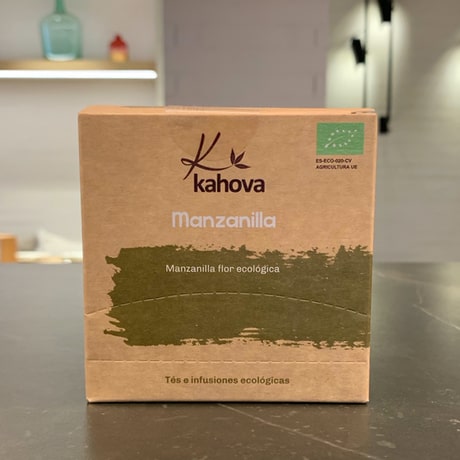 kahova
ES-ECO-020-CV
AGRICULTURA UE
Manzanilla
Manzanilla flor ecológica
Tés e infusiones ecológicas